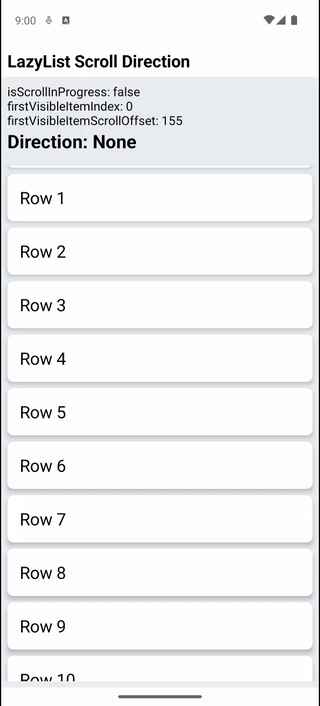 9:00
LazyList Scroll Direction
isScrollInProgress: false
firstVisibleItemIndex: 0
firstVisibleItemScrollOffset: 155
Direction: None
Row 1
Row 2
Row 3
Row 4
Row 5
Row 6
Row 7
Row 8
Row 9
Row 10